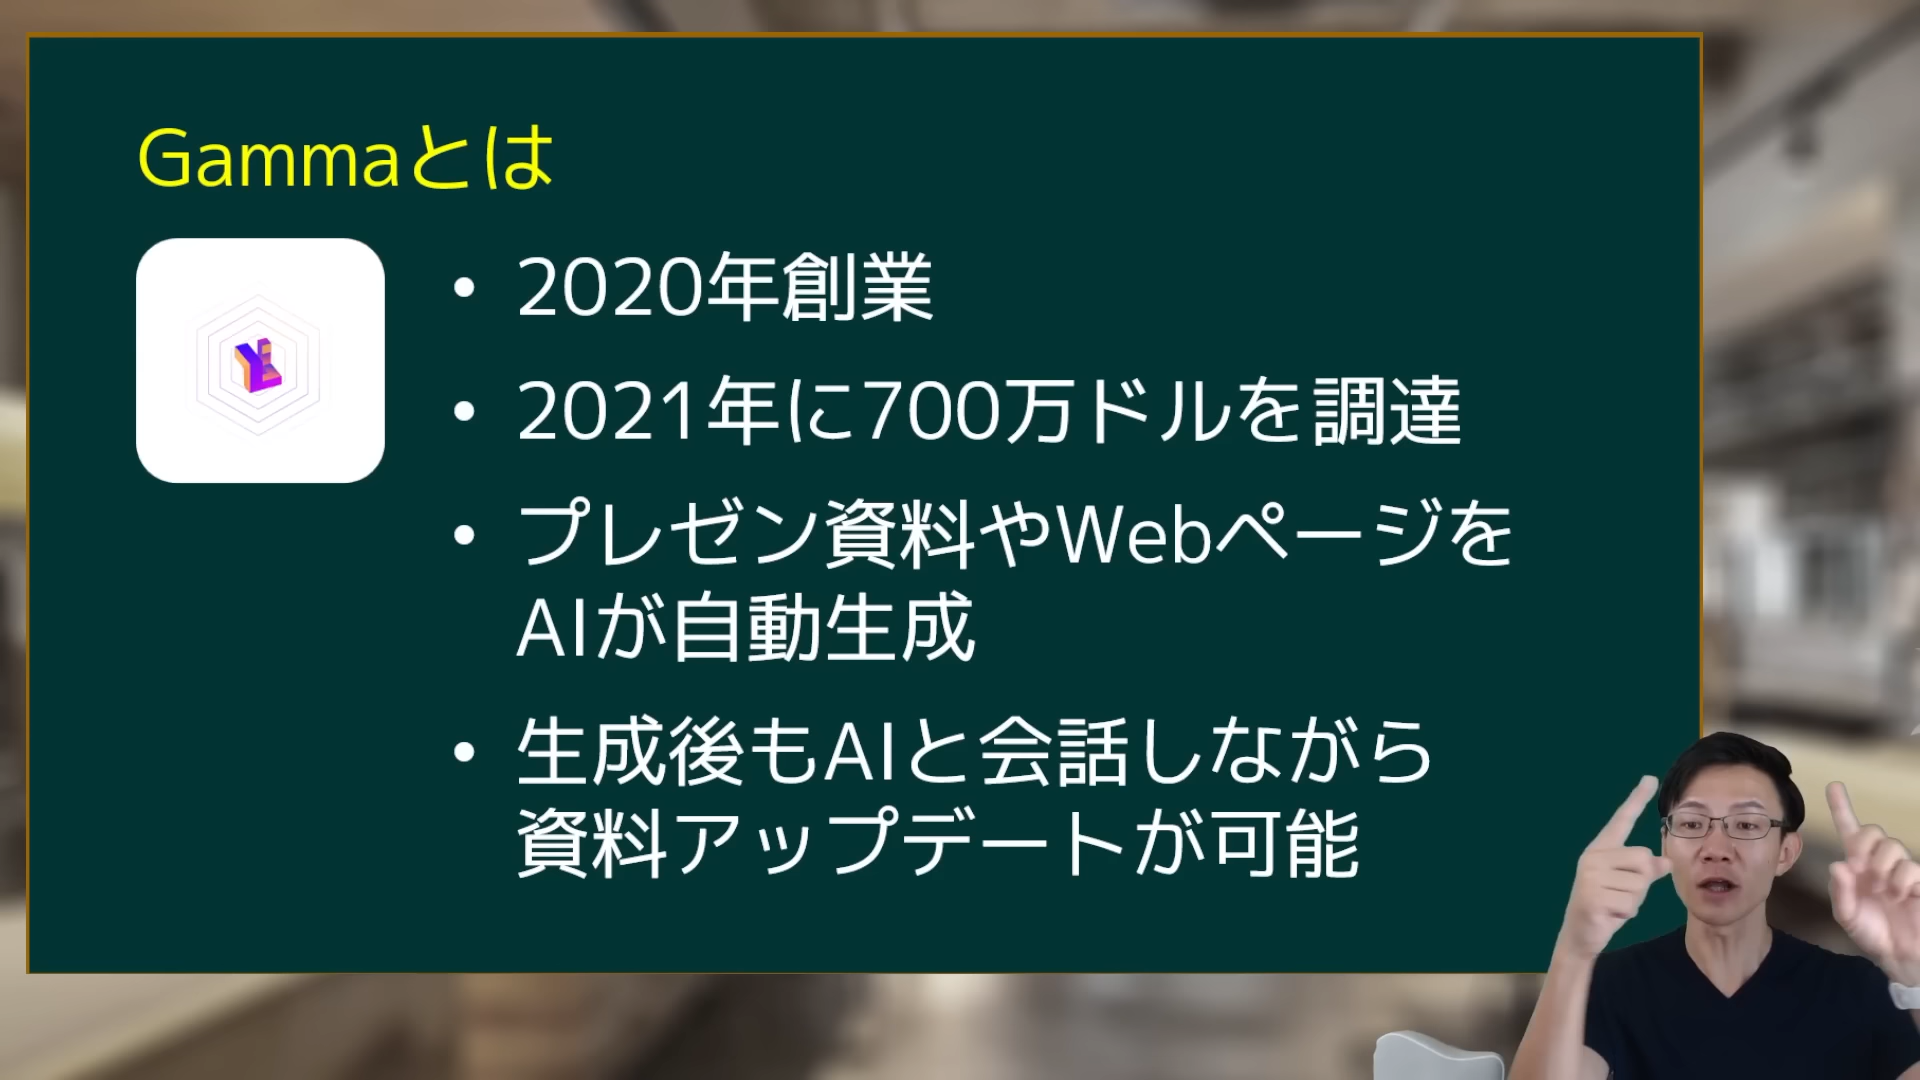 Gammaとは
• 2020年創業
• 2021年に700万ドルを調達
• プレゼン資料やWebページを
AIが自動生成
• 生成後もAIと会話しながら
資料アップデートが可能